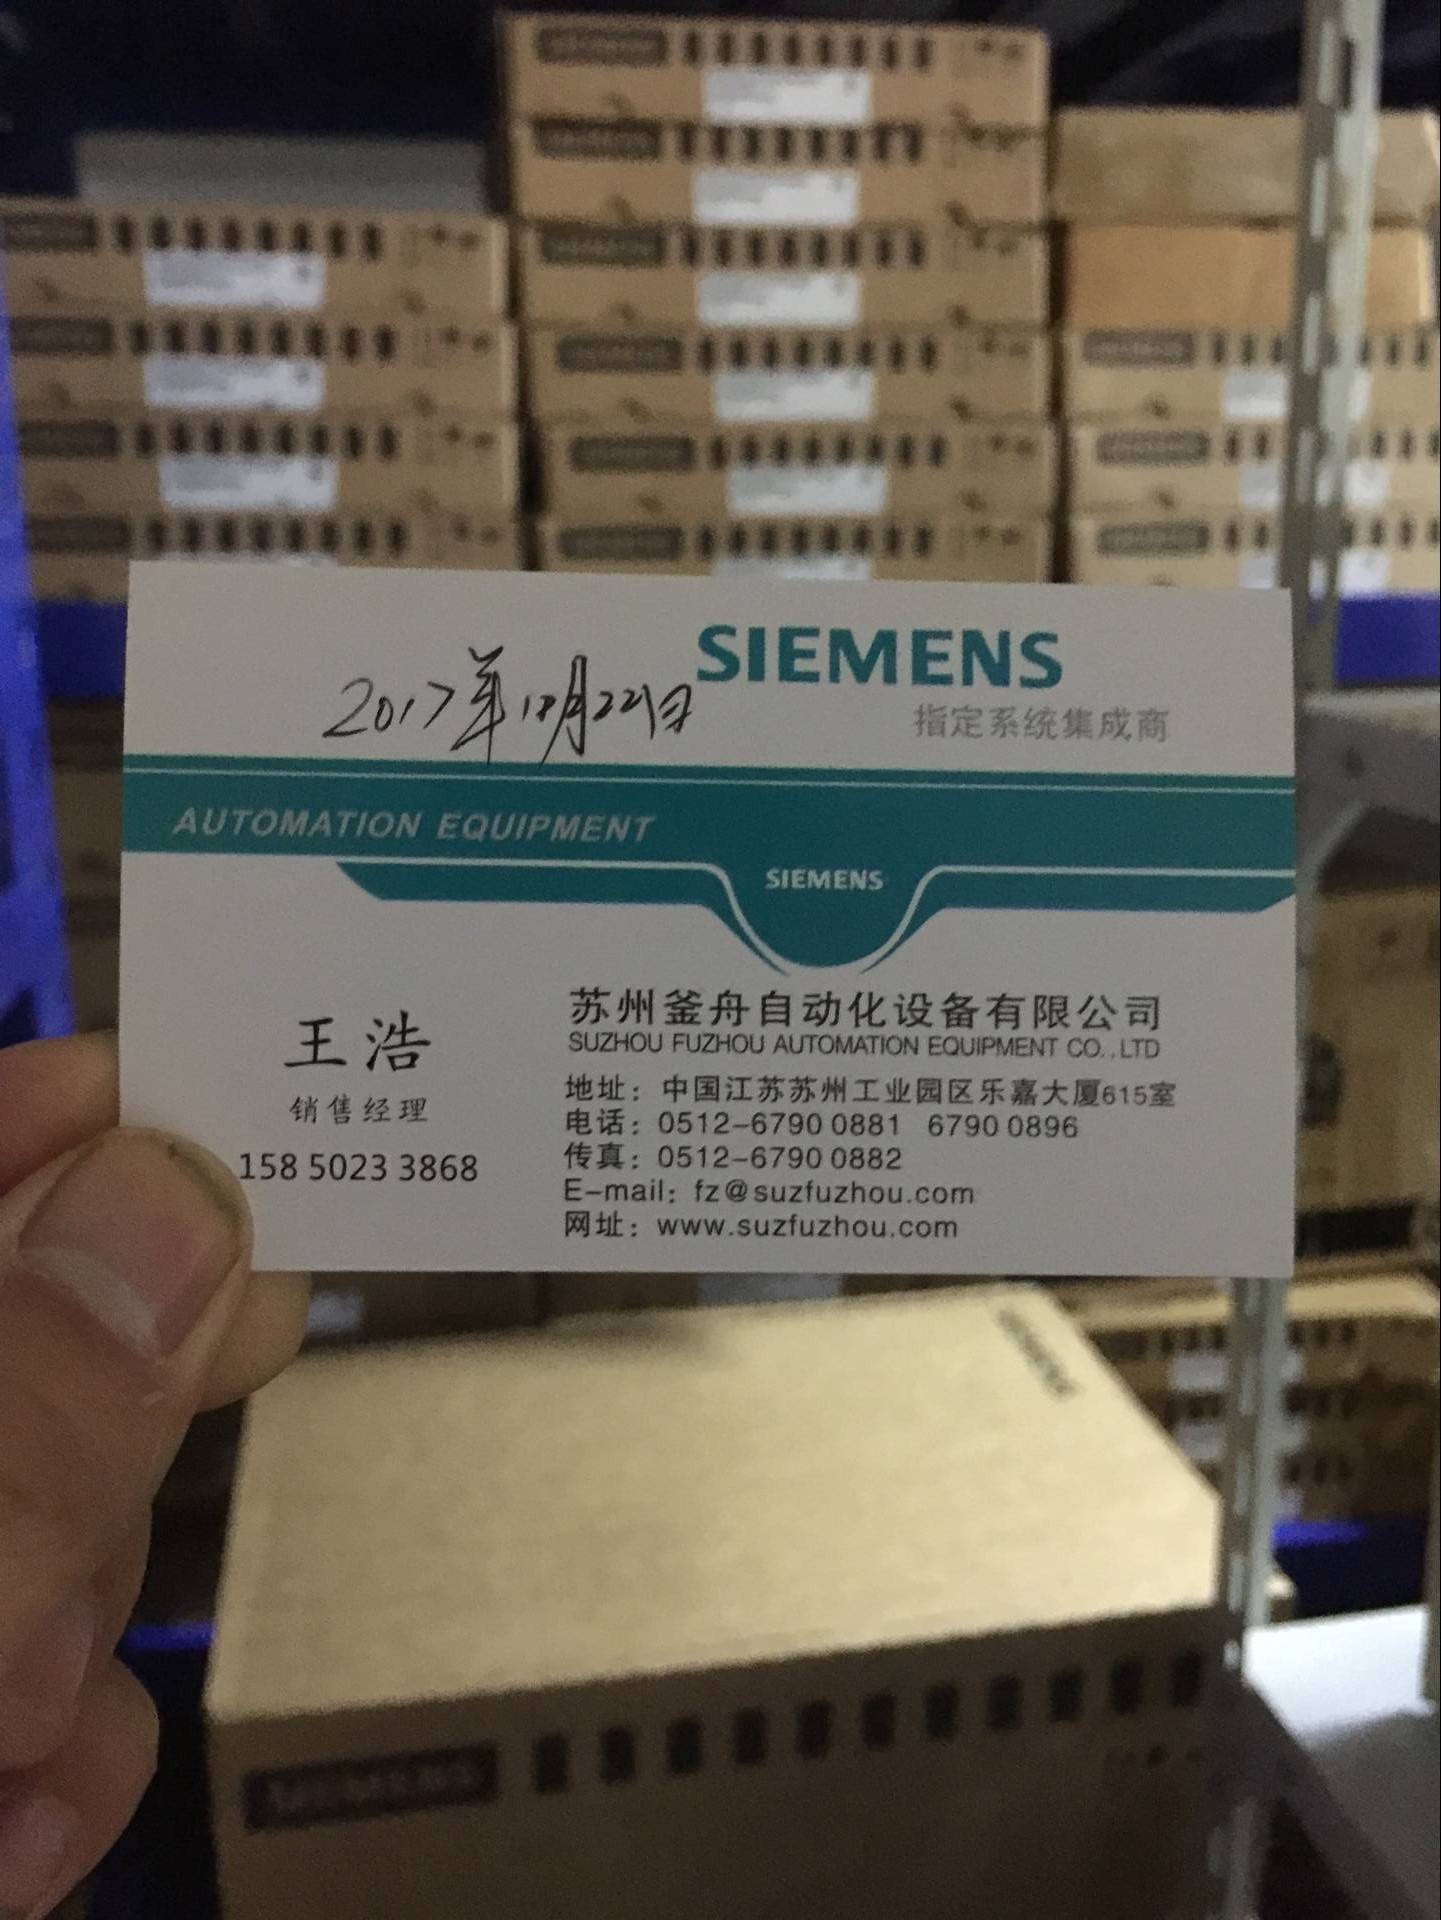 SIEMENS
2017年12月22日
指定系统集成商
AUTOMATION EQUIPMENT
SIEMENS
苏州釜舟自动化设备有限公司
SUZHOU FUZHOU AUTOMATION EQUIPMENT CO.,LTD
王浩
销售经理
158 5023 3868
地址：中国江苏苏州工业园区乐嘉大厦615室
电话：0512-6790 0881 6790 0896
传真：0512-6790 0882
E-mail：fz@suzfuzhou.com
网址：www.suzfuzhou.com
SIEMENS
SIEMENS